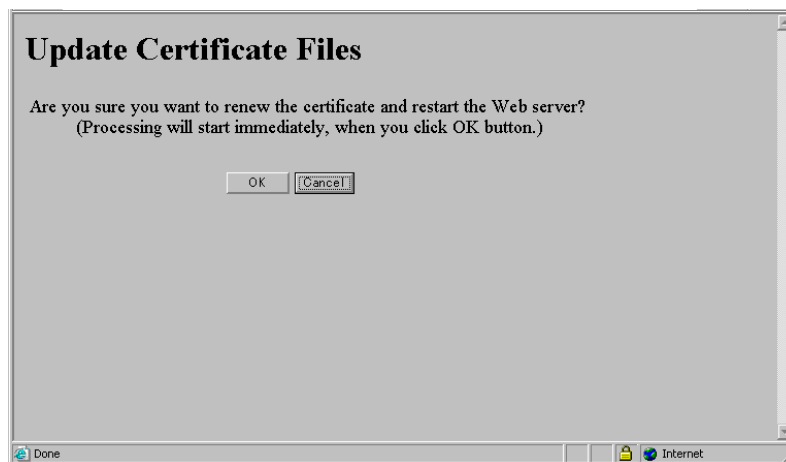 Update Certificate Files
Are you sure you want to renew the certificate and restart the Web server?
(Processing will start immediately, when you click OK button.)
OK Cancel
Done Internet